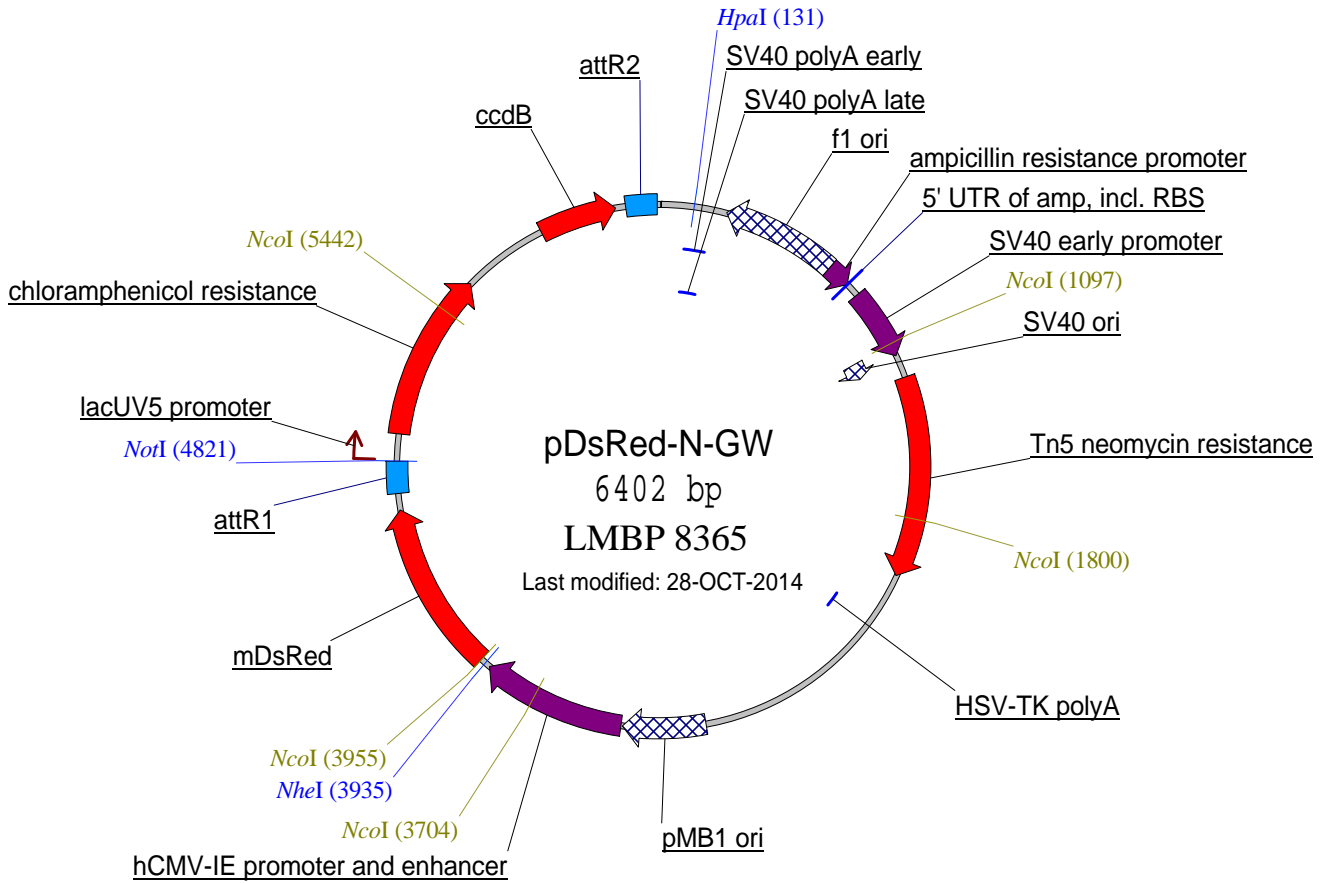 HpaI (131)
SV40 polyA early
attR2
SV40 polyA late
ccdB
f1 ori
ampicillin resistance promoter
5' UTR of amp, incl. RBS
SV40 early promoter
NcoI (5442)
NcoI (1097)
chloramphenicol resistance
SV40 ori
lacUV5 promoter
NotI (4821)
pDsRed-N-GW
Tn5 neomycin resistance
6402 bp
attR1
LMBP 8365
NcoI (1800)
Last modified: 28-OCT-2014
mDsRed
HSV-TK polyA
NcoI (3955)
NheI (3935)
NcoI (3704)
pMB1 ori
hCMV-IE promoter and enhancer